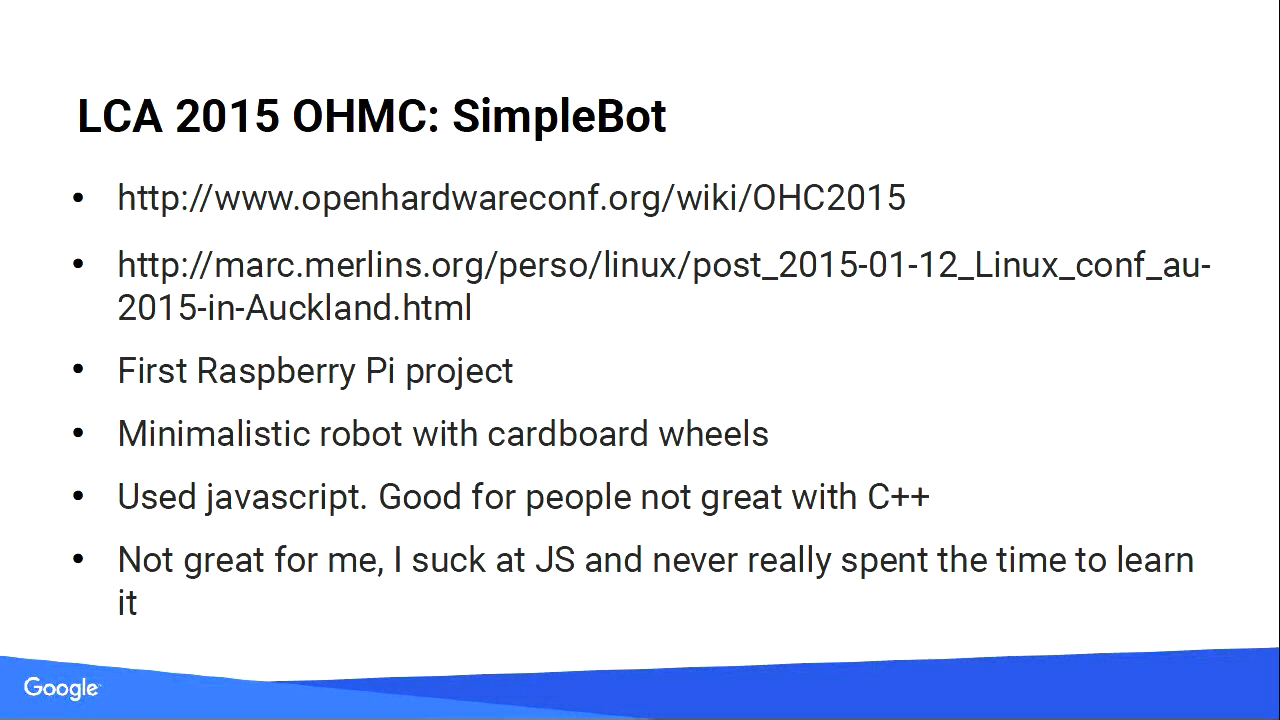 LCA 2015 OHMC: SimpleBot
• http://www.openhardwareconf.org/wiki/OHC2015
• http://marc.merlins.org/perso/linux/post_2015-01-12_Linux_conf_au-
2015-in-Auckland.html
• First Raspberry Pi project
• Minimalistic robot with cardboard wheels
• Used javascript. Good for people not great with C++
• Not great for me, I suck at JS and never really spent the time to learn
it
Google